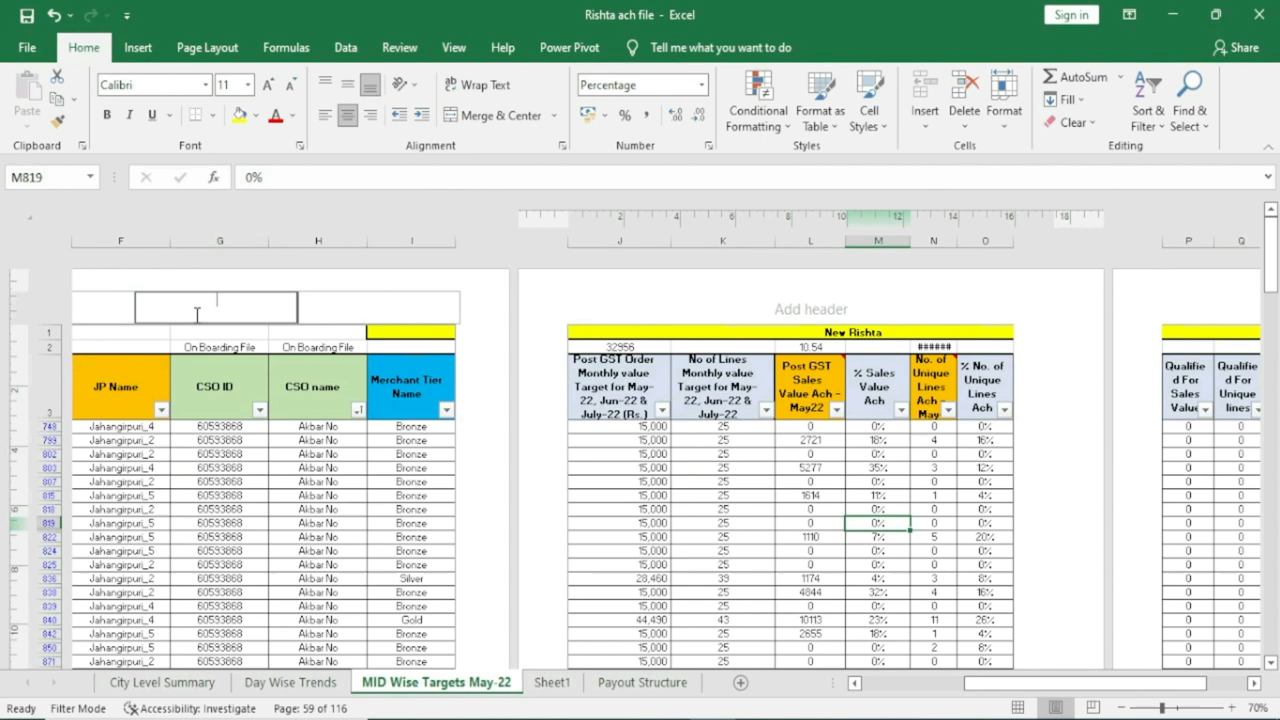 Rishta ach file - Excel
Sign in
File Home Insert Page Layout Formulas Data Review View Help Power Pivot Tell me what you want to do Share
Calibri 11 Wrap Text Percentage AutoSum
Paste B I U A Merge & Center % , Conditional Formatting Format as Table Cell Styles Insert Delete Format Fill Clear Sort & Filter Find & Select
Clipboard Font Alignment Number Styles Cells Editing
M819 fx 0%
2 4 6 8 10 12 14 16 18
F G H I J K L M N O P Q
Add header
1 New Rishta
2 On Boarding File On Boarding File 32956 10.54 ######
3 JP Name CSO ID CSO name Merchant Tier Name Post GST Order Monthly value Target for May-22, Jun-22 & July-22 (Rs.) No of Lines Monthly value Target for May-22, Jun-22 & July-22 Post GST Sales Value Ach - May22 % Sales Value Ach No. of Unique Lines Ach - May % No. of Unique Lines Ach Qualified For Sales Value Qualified For Unique lines
748 Jahangirpuri_4 60593868 Akbar No Bronze 15,000 25 0 0% 0 0% 0 0
799 Jahangirpuri_2 60593868 Akbar No Bronze 15,000 25 2721 18% 4 16% 0 0
802 Jahangirpuri_2 60593868 Akbar No Bronze 15,000 25 0 0% 0 0% 0 0
803 Jahangirpuri_4 60593868 Akbar No Bronze 15,000 25 5277 35% 3 12% 0 0
807 Jahangirpuri_2 60593868 Akbar No Bronze 15,000 25 0 0% 0 0% 0 0
815 Jahangirpuri_5 60593868 Akbar No Bronze 15,000 25 1614 11% 1 4% 0 0
818 Jahangirpuri_2 60593868 Akbar No Bronze 15,000 25 0 0% 0 0% 0 0
819 Jahangirpuri_5 60593868 Akbar No Bronze 15,000 25 0 0% 0 0% 0 0
822 Jahangirpuri_5 60593868 Akbar No Bronze 15,000 25 1110 7% 5 20% 0 0
824 Jahangirpuri_5 60593868 Akbar No Bronze 15,000 25 0 0% 0 0% 0 0
825 Jahangirpuri_2 60593868 Akbar No Bronze 15,000 25 0 0% 0 0% 0 0
836 Jahangirpuri_2 60593868 Akbar No Silver 28,460 39 1174 4% 3 8% 0 0
838 Jahangirpuri_2 60593868 Akbar No Bronze 15,000 25 4844 32% 4 16% 0 0
839 Jahangirpuri_4 60593868 Akbar No Bronze 15,000 25 0 0% 0 0% 0 0
840 Jahangirpuri_4 60593868 Akbar No Gold 44,490 43 10113 23% 11 26% 0 0
842 Jahangirpuri_5 60593868 Akbar No Bronze 15,000 25 2655 18% 1 4% 0 0
850 Jahangirpuri_5 60593868 Akbar No Bronze 15,000 25 0 0% 2 8% 0 0
871 Jahangirpuri_2 60593868 Akbar No Bronze 15,000 25 0 0% 0 0% 0 0
City Level Summary Day Wise Trends MID Wise Targets May-22 Sheet1 Payout Structure
Ready Filter Mode Accessibility: Investigate Page: 59 of 116 70%